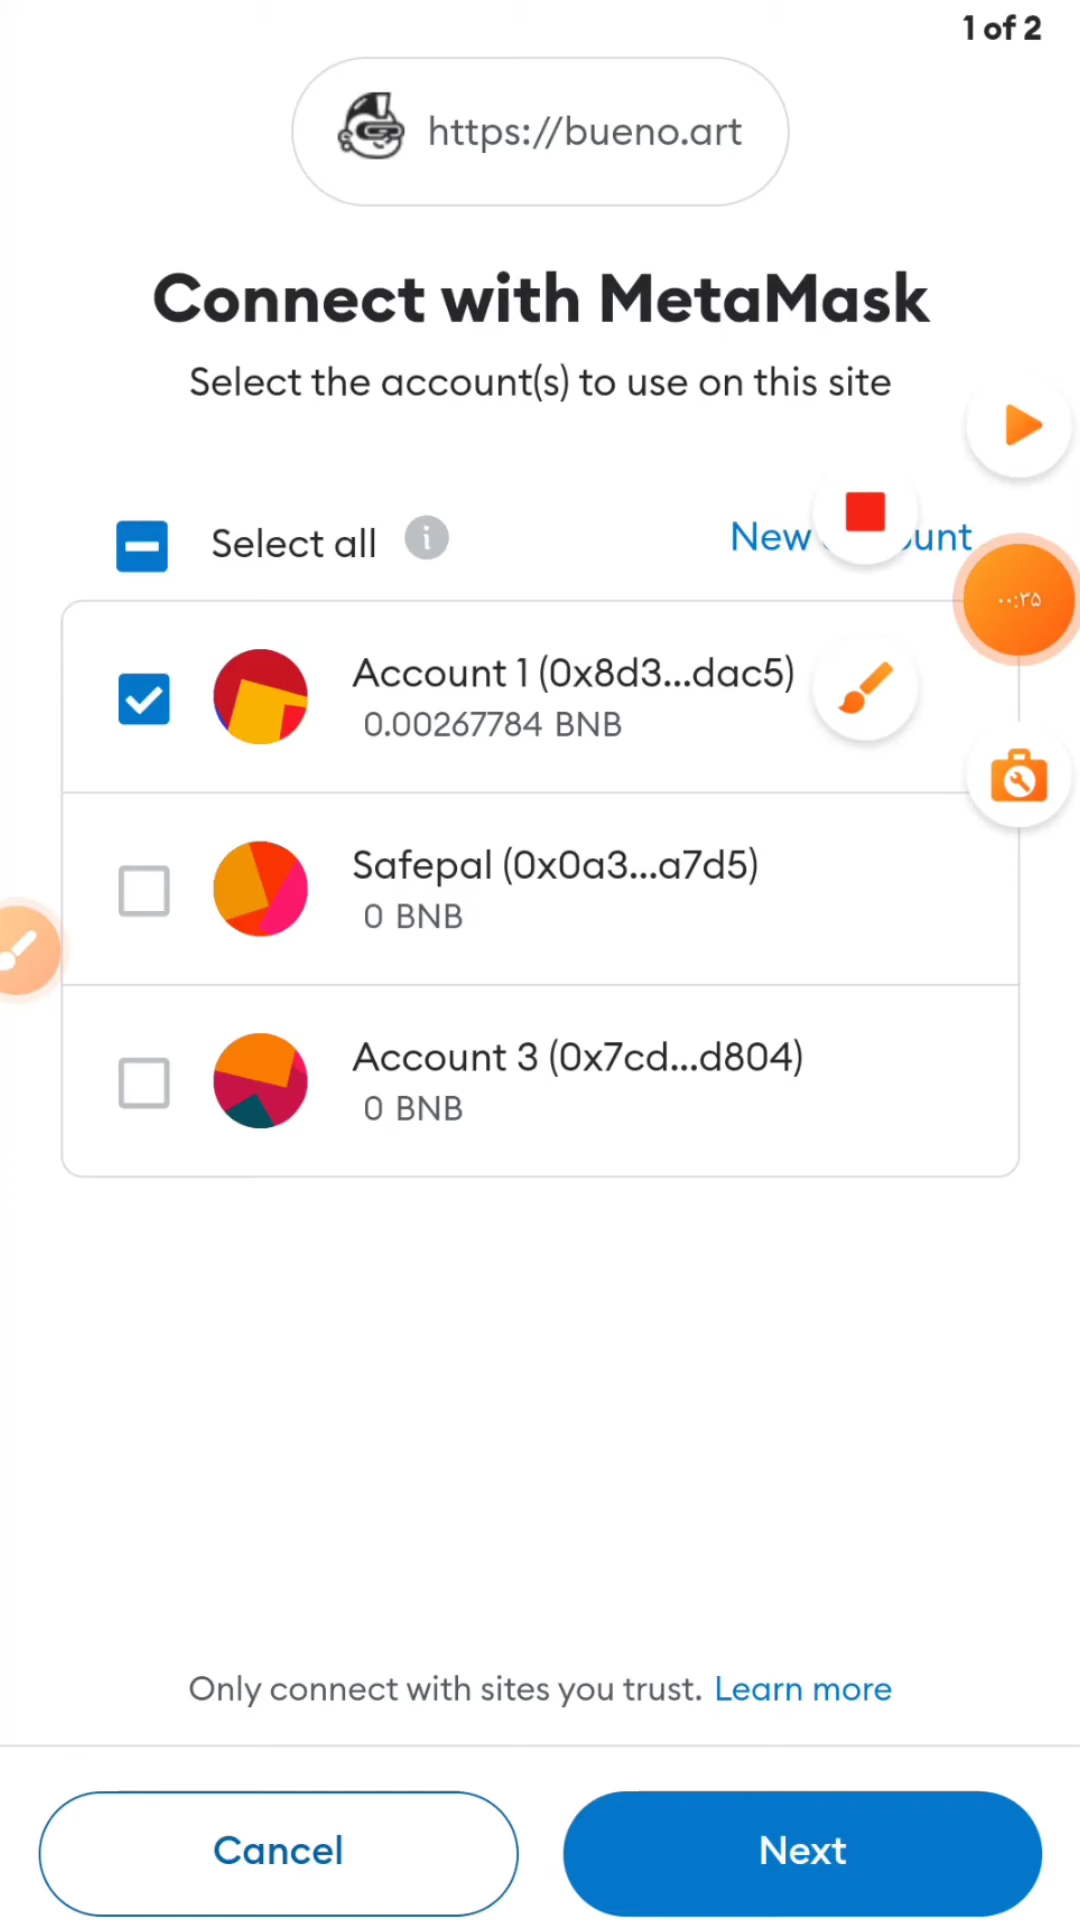 1 of 2
https://bueno.art
Connect with MetaMask
Select the account(s) to use on this site
Select all
New unt
۰۰:۳۵
Account 1 (0x8d3...dac5)
0.00267784 BNB
Safepal (0x0a3...a7d5)
0 BNB
Account 3 (0x7cd...d804)
0 BNB
Only connect with sites you trust. Learn more
Cancel
Next